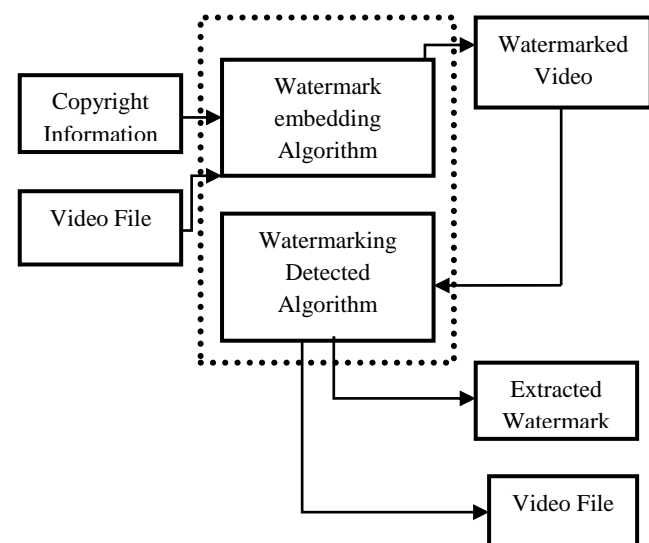 Copyright
Information
Video File
Watermark
embedding
Algorithm
Watermarking
Detected
Algorithm
Watermarked
Video
Extracted
Watermark
Video File